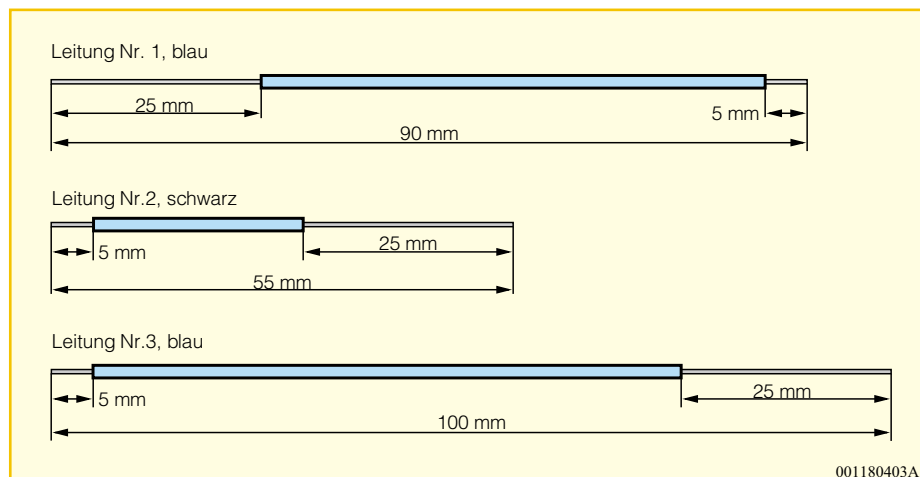 Leitung Nr. 1, blau
25 mm
5 mm
90 mm
Leitung Nr.2, schwarz
5 mm
25 mm
55 mm
Leitung Nr.3, blau
5 mm
25 mm
100 mm
001180403A